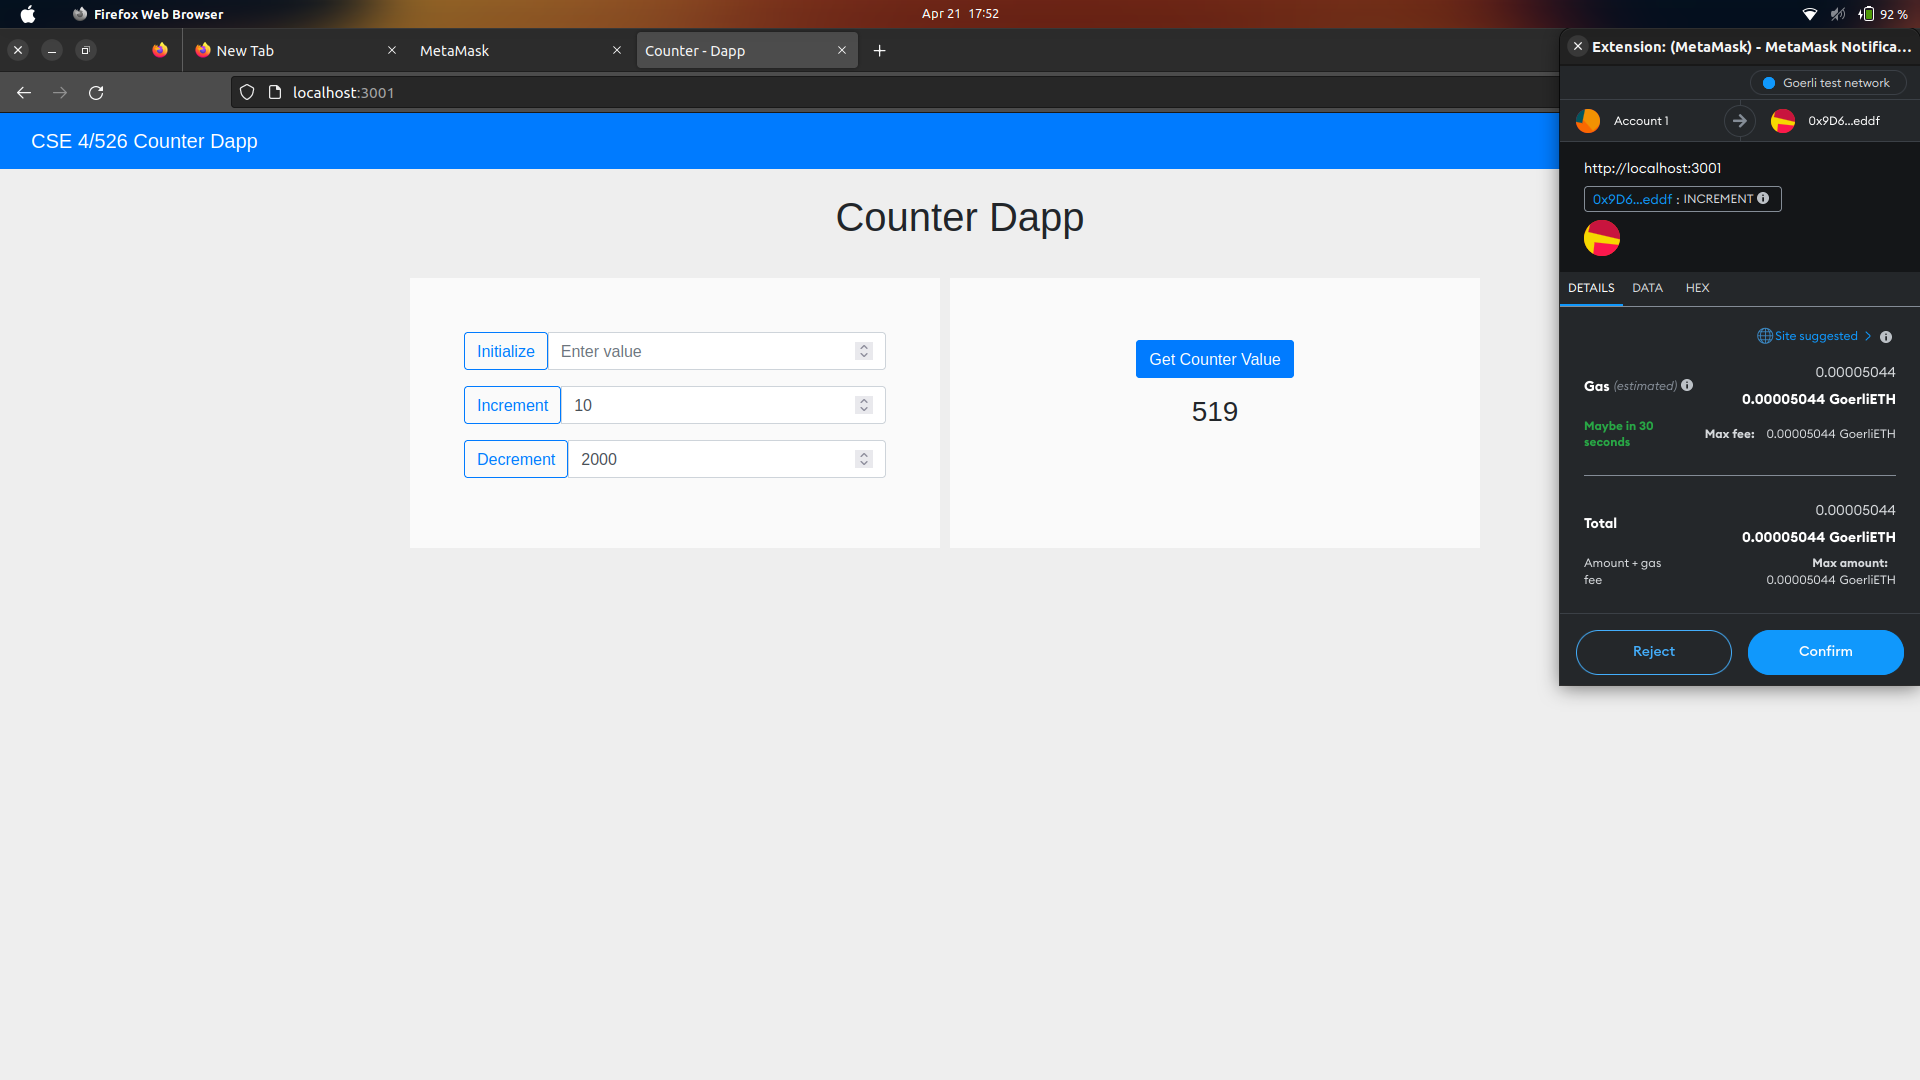 Firefox Web Browser
Apr 21 17:52
92 %
New Tab
MetaMask
Counter - Dapp
localhost:3001
CSE 4/526 Counter Dapp
Counter Dapp
Initialize
Enter value
Increment
10
Decrement
2000
Get Counter Value
519
Extension: (MetaMask) - MetaMask Notifica...
Goerli test network
Account 1
0x9D6...eddf
http://localhost:3001
0x9D6...eddf : INCREMENT
DETAILS
DATA
HEX
Site suggested >
0.00005044
Gas (estimated)
0.00005044 GoerliETH
Maybe in 30
seconds
Max fee: 0.00005044 GoerliETH
0.00005044
Total
0.00005044 GoerliETH
Amount + gas
fee
Max amount:
0.00005044 GoerliETH
Reject
Confirm